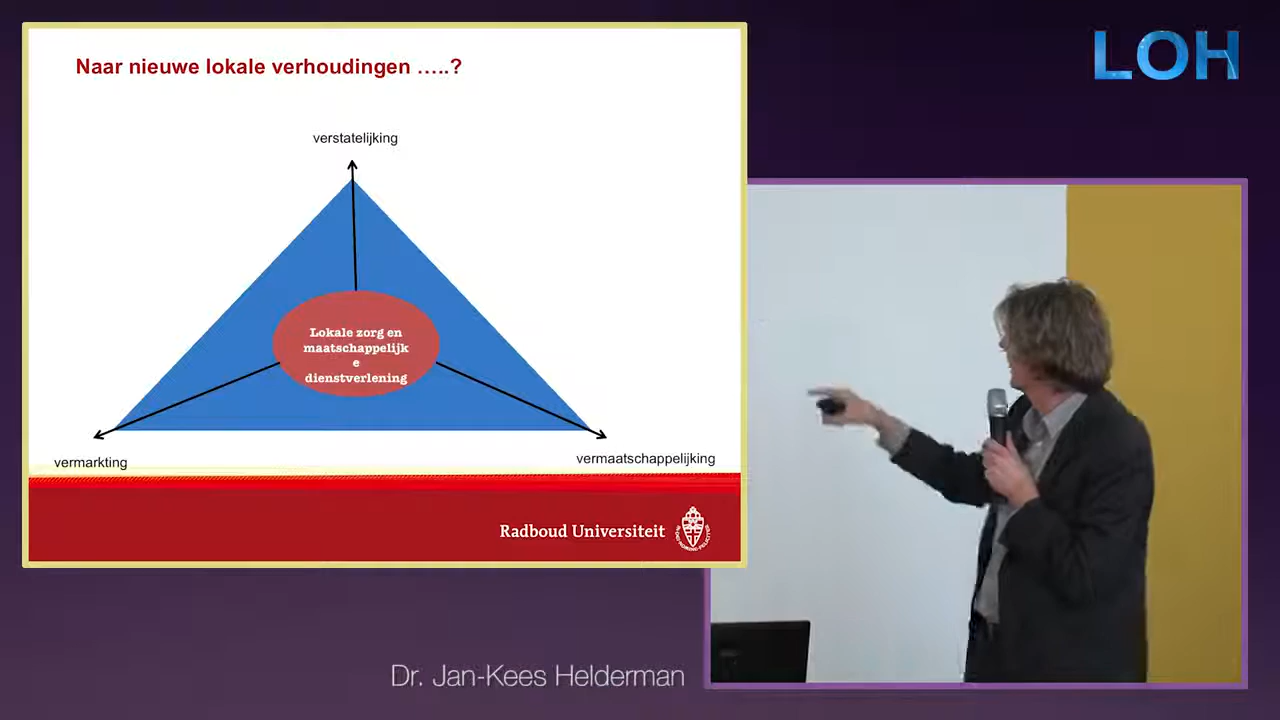 Naar nieuwe lokale verhoudingen …..?
LOH
verstatelijking
Lokale zorg en
maatschappelijk
e
dienstverlening
vermarkting
vermaatschappelijking
Radboud Universiteit
Dr. Jan-Kees Helderman